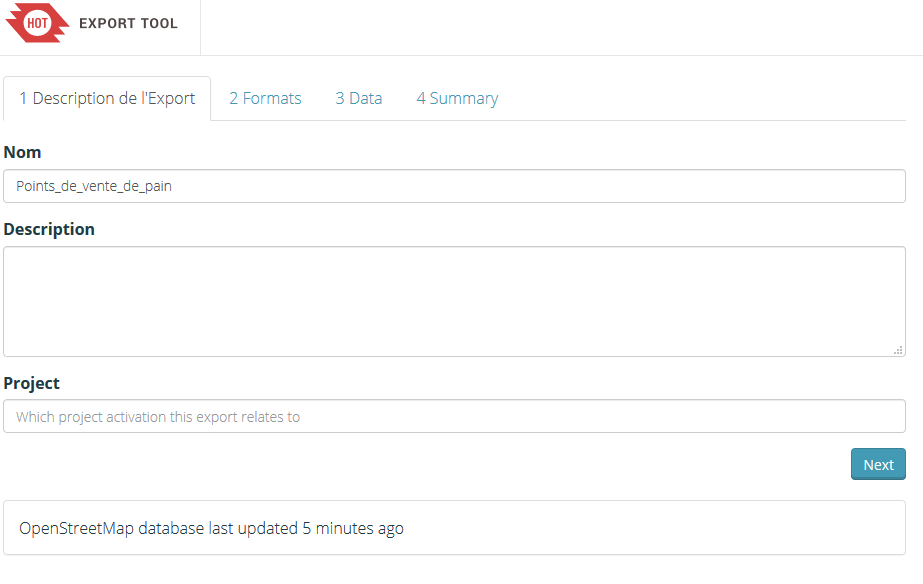 HOT EXPORT TOOL
1 Description de l'Export 2 Formats 3 Data 4 Summary
Nom
Points_de_vente_de_pain
Description
Project
Which project activation this export relates to
Next
OpenStreetMap database last updated 5 minutes ago